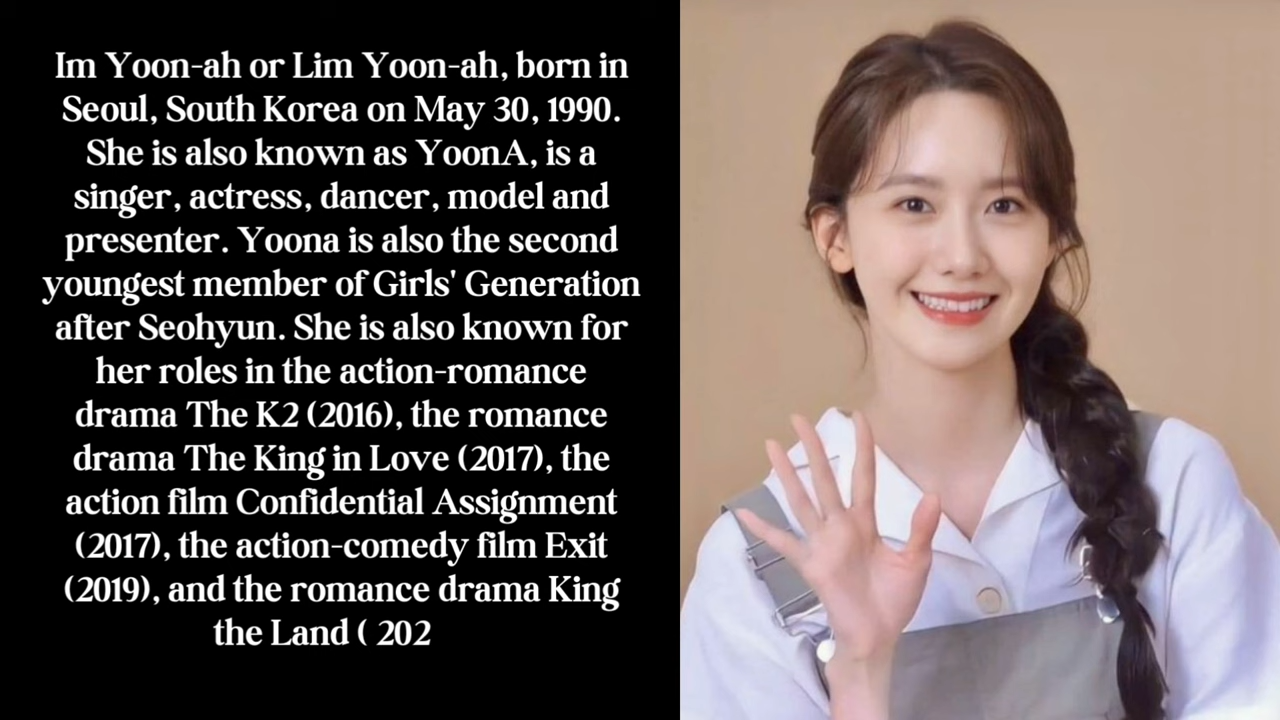 Im Yoon-ah or Lim Yoon-ah, born in
Seoul, South Korea on May 30, 1990.
She is also known as YoonA, is a
singer, actress, dancer, model and
presenter. Yoona is also the second
youngest member of Girls' Generation
after Seohyun. She is also known for
her roles in the action-romance
drama The K2 (2016), the romance
drama The King in Love (2017), the
action film Confidential Assignment
(2017), the action-comedy film Exit
(2019), and the romance drama King
the Land ( 202